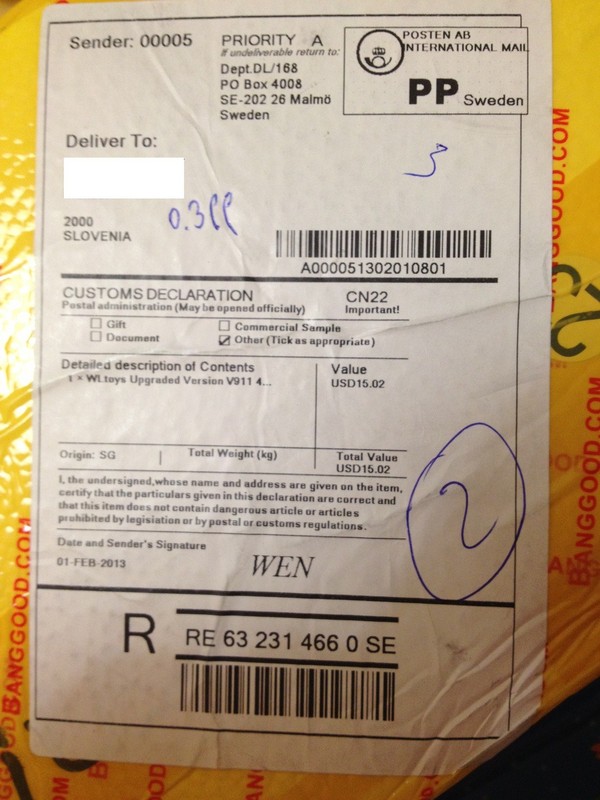 Sender: 00005
PRIORITY A
If undeliverable return to:
Dept.DL/168
PO Box 4008
SE-202 26 Malmö
Sweden
POSTEN AB
INTERNATIONAL MAIL
PP Sweden
Deliver To:
3
2000
SLOVENIA
A000051302010801
CUSTOMS DECLARATION
CN22
Postal administration (May be opened officially)
Important!
Gift
Commercial Sample
Document
Other (Tick as appropriate)
Detailed description of Contents
Value
1 × WLtoys Upgraded Version V911 4...
USD15.02
Origin: SG
Total Weight (kg)
Total Value
USD15.02
I, the undersigned,whose name and address are given on the item,
certify that the particulars given in this declaration are correct and
that this item does not contain dangerous article or articles
prohibited by legislation or by postal or customs regulations.
Date and Sender's Signature
01-FEB-2013
WEN
2
R
RE 63 231 466 0 SE
BANGGOOD.COM
BANGGOOD.COM
BANGGOOD.COM